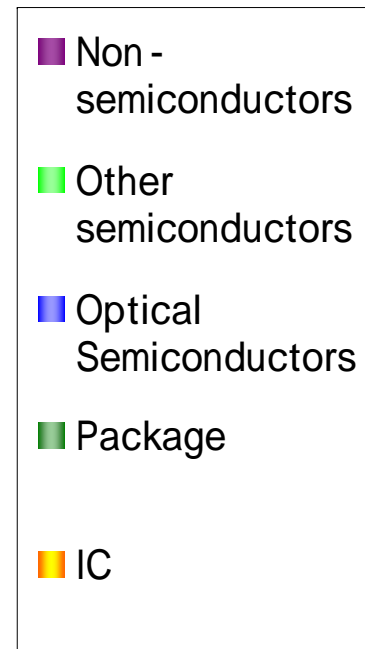 Non -
semiconductors
Other
semiconductors
Optical
Semiconductors
Package
IC